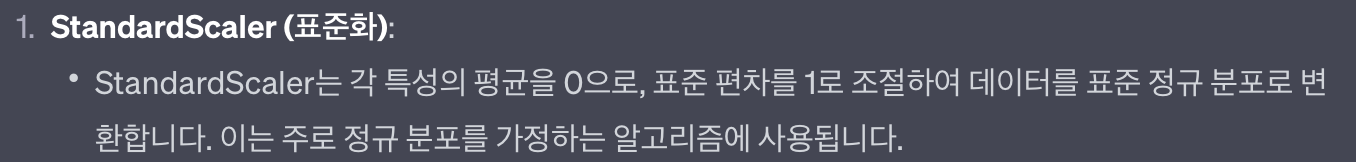 1. StandardScaler (표준화):
• StandardScaler는 각 특성의 평균을 0으로, 표준 편차를 1로 조절하여 데이터를 표준 정규 분포로 변
환합니다. 이는 주로 정규 분포를 가정하는 알고리즘에 사용됩니다.